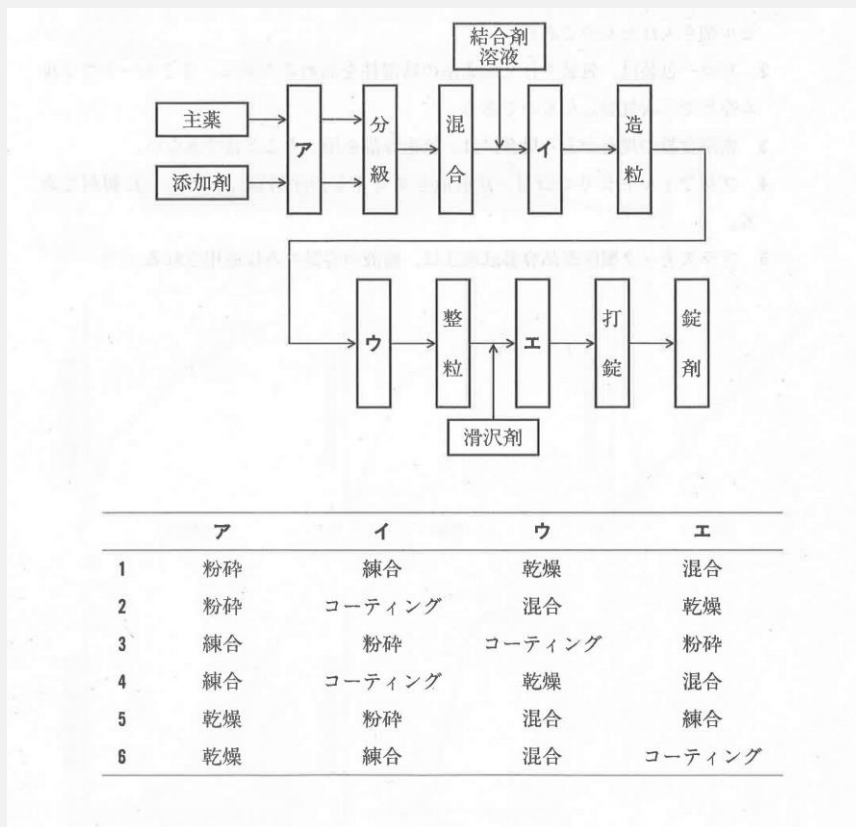 結合剤
溶液
主薬
添加剤
ア
分級
混合
イ
造粒
ウ
整粒
エ
打錠
錠剤
滑沢剤
ア イ ウ エ
1 粉砕 練合 乾燥 混合
2 粉砕 コーティング 混合 乾燥
3 練合 粉砕 コーティング 粉砕
4 練合 コーティング 乾燥 混合
5 乾燥 粉砕 混合 練合
6 乾燥 練合 混合 コーティング